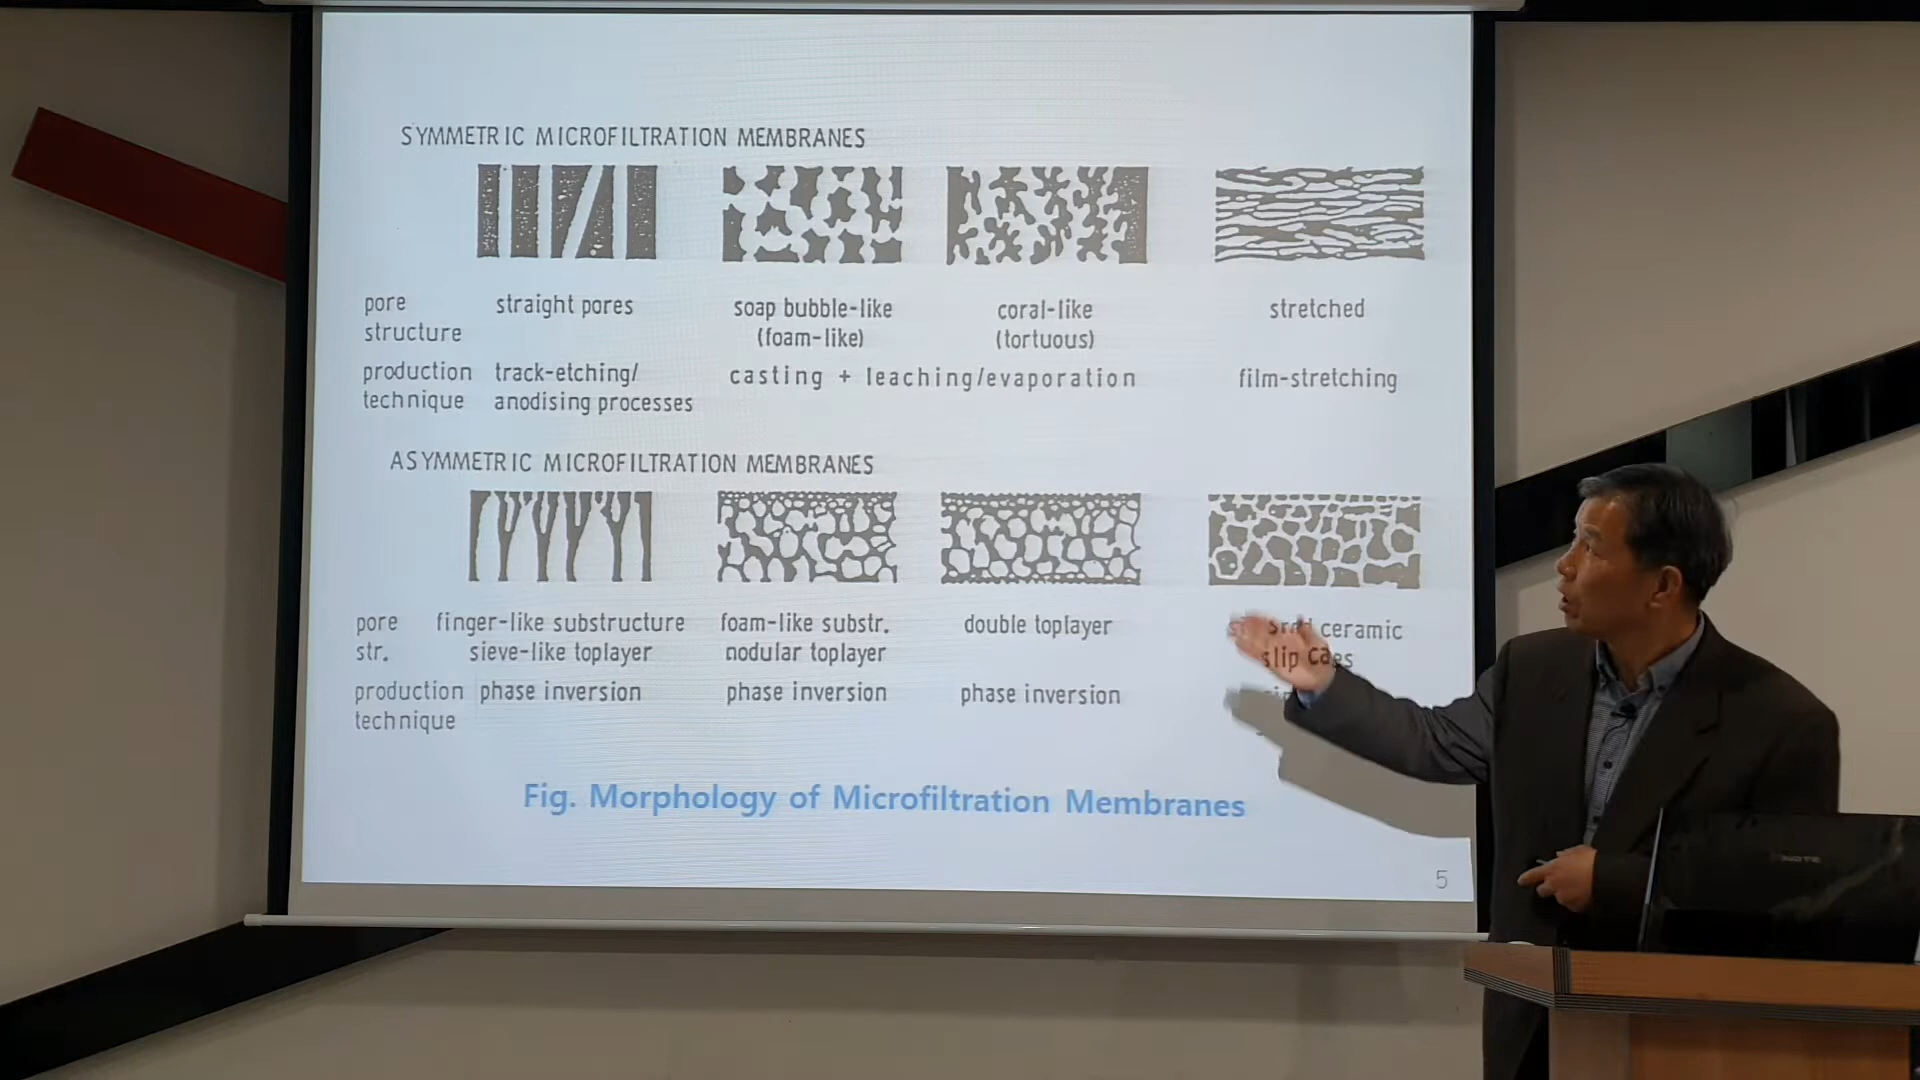 SYMMETRIC MICROFILTRATION MEMBRANES
pore structure
straight pores
soap bubble-like
(foam-like)
coral-like
(tortuous)
stretched
production technique
track-etching/
anodising processes
casting + leaching/evaporation
film-stretching
ASYMMETRIC MICROFILTRATION MEMBRANES
pore str.
finger-like substructure
sieve-like toplayer
foam-like substr.
nodular toplayer
double toplayer
ceramic
slip
production technique
phase inversion
phase inversion
phase inversion
Fig. Morphology of Microfiltration Membranes
5